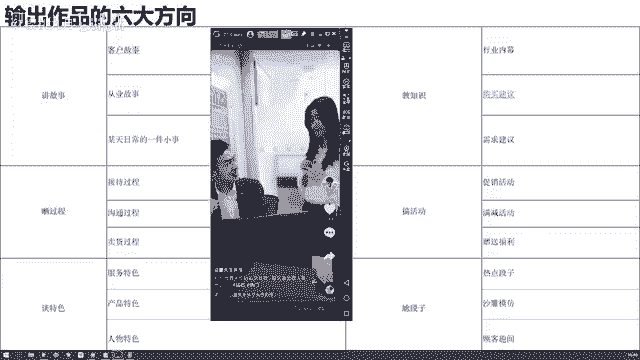 输出作品的六大方向
客户故事
讲故事
从业故事
某天日常的一件小事
接待过程
晒过程
沟通过程
卖货过程
服务特色
谈特色
产品特色
人物特色
行业内幕
教知识
购买建议
需求建议
促销活动
搞活动
满减活动
赠送福利
热点段子
拍段子
沙雕模仿
顾客趣闻